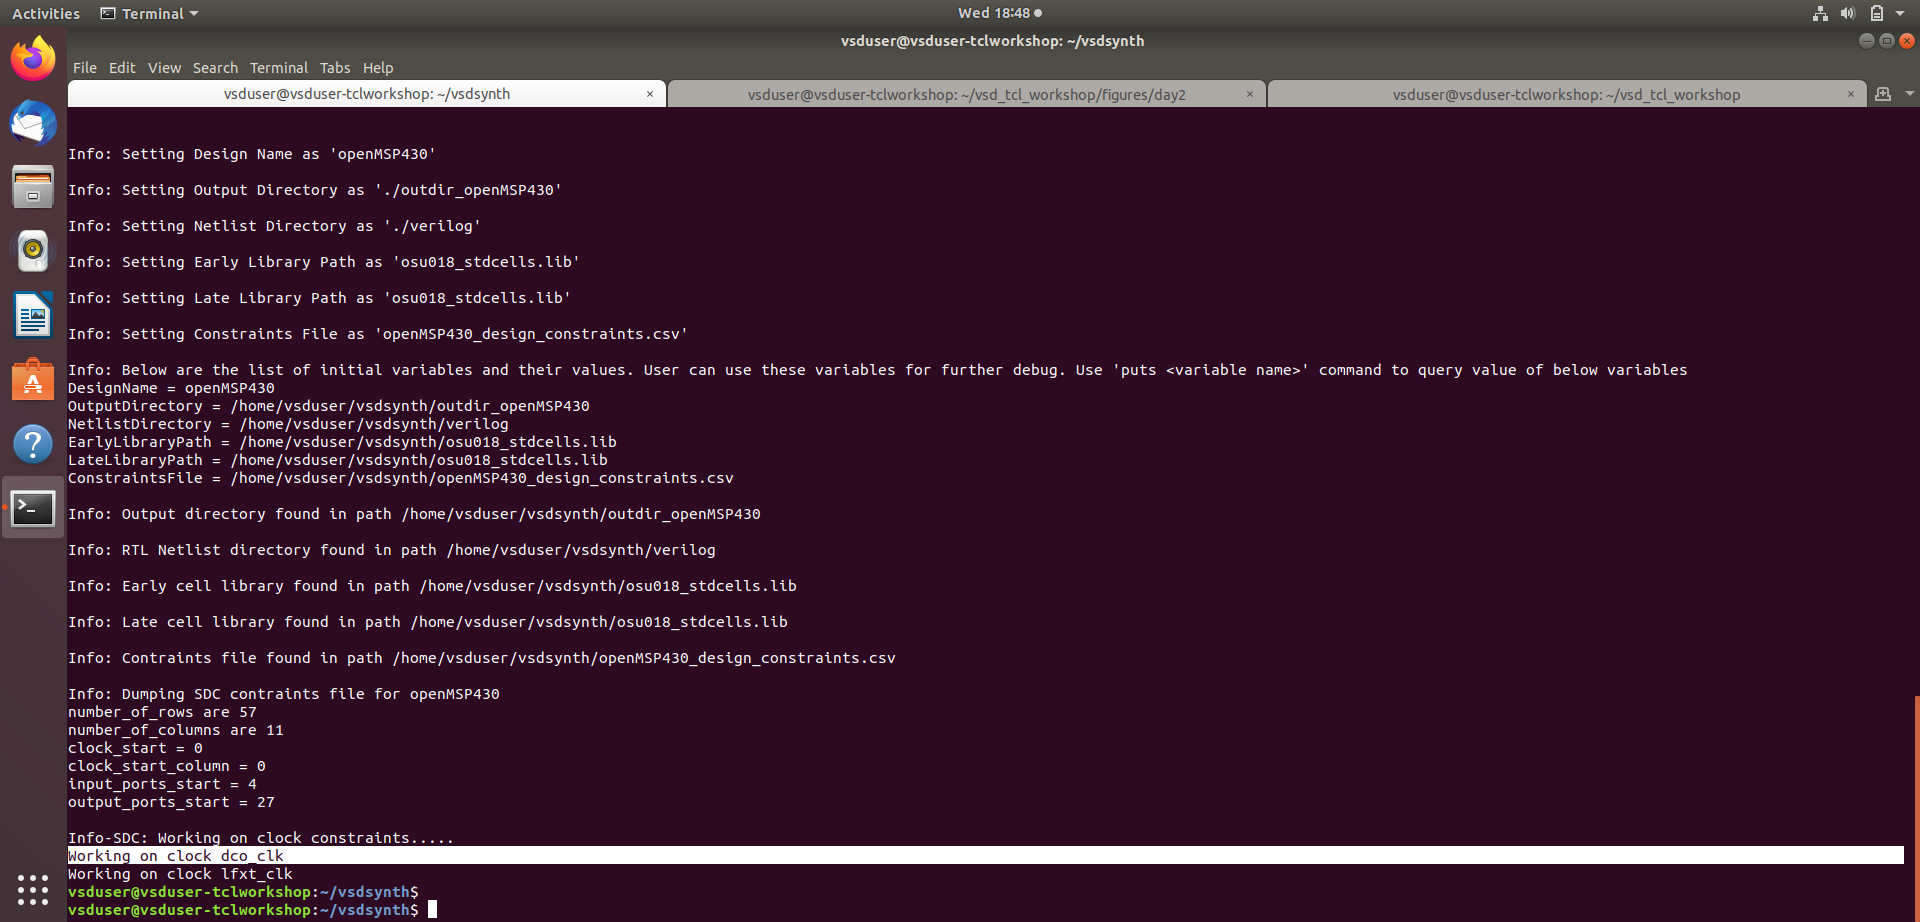 Activities Terminal Wed 18:48
vsduser@vsduser-tclworkshop: ~/vsdsynth
File Edit View Search Terminal Tabs Help
vsduser@vsduser-tclworkshop: ~/vsdsynth × vsduser@vsduser-tclworkshop: ~/vsd_tcl_workshop/figures/day2 × vsduser@vsduser-tclworkshop: ~/vsd_tcl_workshop ×
Info: Setting Design Name as 'openMSP430'
Info: Setting Output Directory as './outdir_openMSP430'
Info: Setting Netlist Directory as './verilog'
Info: Setting Early Library Path as 'osu018_stdcells.lib'
Info: Setting Late Library Path as 'osu018_stdcells.lib'
Info: Setting Constraints File as 'openMSP430_design_constraints.csv'
Info: Below are the list of initial variables and their values. User can use these variables for further debug. Use 'puts <variable name>' command to query value of below variables
DesignName = openMSP430
OutputDirectory = /home/vsduser/vsdsynth/outdir_openMSP430
NetlistDirectory = /home/vsduser/vsdsynth/verilog
EarlyLibraryPath = /home/vsduser/vsdsynth/osu018_stdcells.lib
LateLibraryPath = /home/vsduser/vsdsynth/osu018_stdcells.lib
ConstraintsFile = /home/vsduser/vsdsynth/openMSP430_design_constraints.csv
Info: Output directory found in path /home/vsduser/vsdsynth/outdir_openMSP430
Info: RTL Netlist directory found in path /home/vsduser/vsdsynth/verilog
Info: Early cell library found in path /home/vsduser/vsdsynth/osu018_stdcells.lib
Info: Late cell library found in path /home/vsduser/vsdsynth/osu018_stdcells.lib
Info: Contraints file found in path /home/vsduser/vsdsynth/openMSP430_design_constraints.csv
Info: Dumping SDC contraints file for openMSP430
number_of_rows are 57
number_of_columns are 11
clock_start = 0
clock_start_column = 0
input_ports_start = 4
output_ports_start = 27
Info-SDC: Working on clock constraints.....
Working on clock dco_clk
Working on clock lfxt_clk
vsduser@vsduser-tclworkshop:~/vsdsynth$
vsduser@vsduser-tclworkshop:~/vsdsynth$